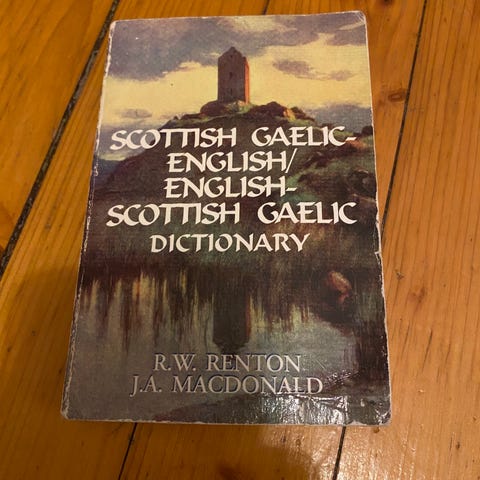 SCOTTISH GAELIC-
ENGLISH/
ENGLISH-
SCOTTISH GAELIC
DICTIONARY
R.W. RENTON
J.A. MACDONALD